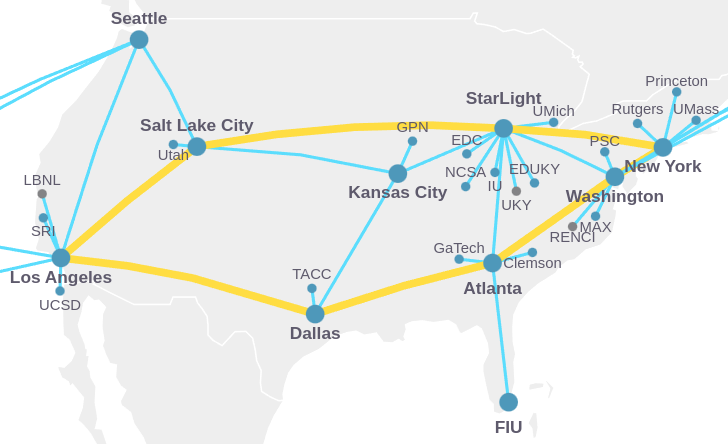 Seattle
Princeton
StarLight
UMich
Rutgers
UMass
Salt Lake City
GPN
EDC
PSC
Utah
New York
NCSA
EDUKY
LBNL
Kansas City
IU
Washington
UKY
SRI
MAX
RENCI
GaTech
Clemson
Los Angeles
TACC
Atlanta
UCSD
Dallas
FIU